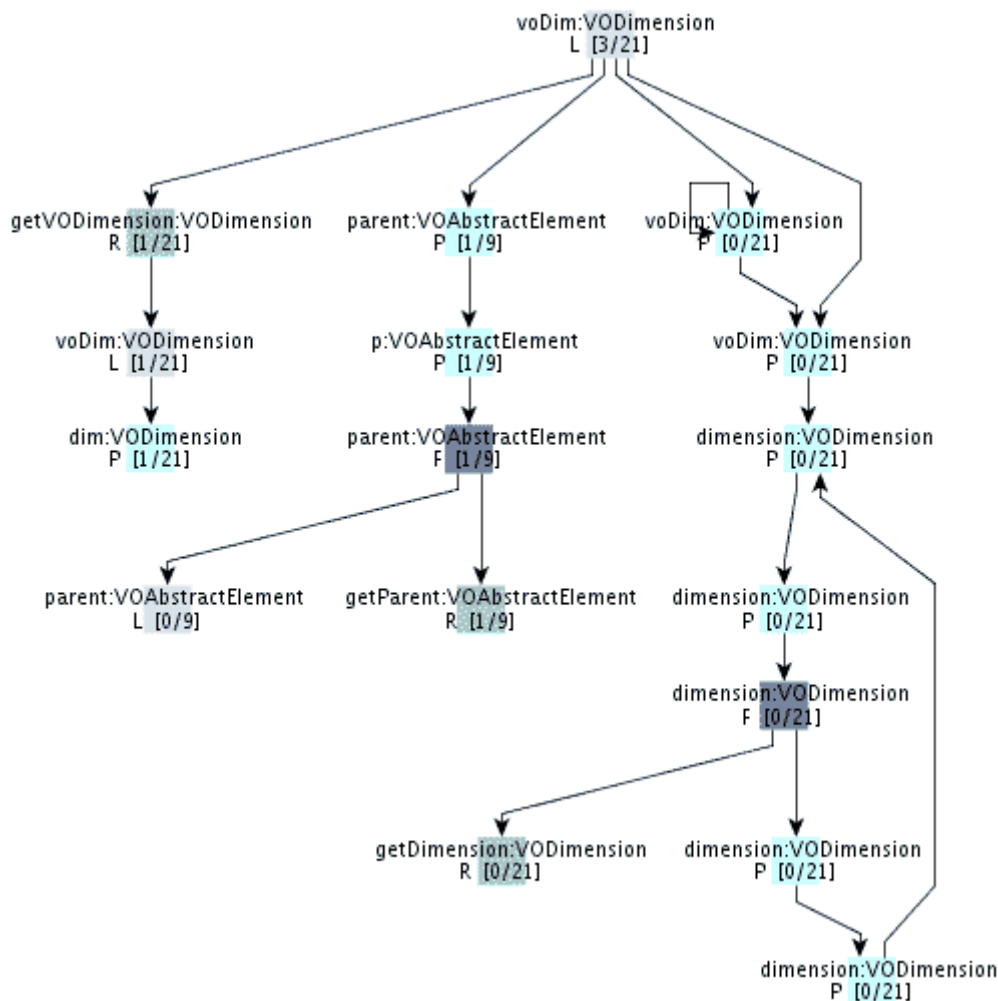 voDim:VODimension
L [3/21]
getVODimension:VODimension
R [1/21]
parent:VOAbstractElement
P [1/9]
voDim:VODimension
P [0/21]
voDim:VODimension
L [1/21]
p:VOAbstractElement
P [1/9]
voDim:VODimension
P [0/21]
dim:VODimension
P [1/21]
parent:VOAbstractElement
F [1/9]
dimension:VODimension
P [0/21]
parent:VOAbstractElement
L [0/9]
getParent:VOAbstractElement
R [1/9]
dimension:VODimension
P [0/21]
dimension:VODimension
F [0/21]
getDimension:VODimension
R [0/21]
dimension:VODimension
P [0/21]
dimension:VODimension
P [0/21]